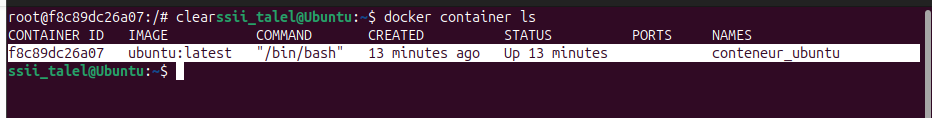 root@f8c89dc26a07:/# clearssii_talel@Ubuntu:~$ docker container ls
CONTAINER ID   IMAGE           COMMAND       CREATED          STATUS          PORTS     NAMES
f8c89dc26a07   ubuntu:latest   "/bin/bash"   13 minutes ago   Up 13 minutes             conteneur_ubuntu
ssii_talel@Ubuntu:~$